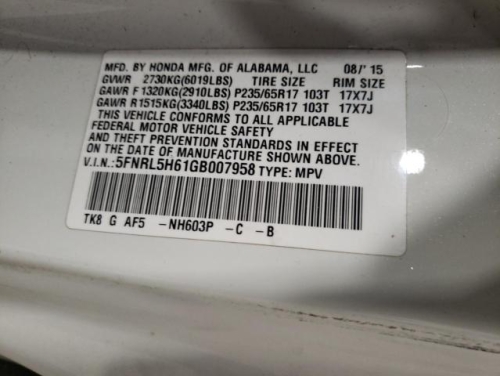 MFD. BY HONDA MFG. OF ALABAMA, LLC 08/'15
GVWR 2730KG(6019LBS) TIRE SIZE RIM SIZE
GAWR F 1320KG(2910LBS) P235/65R17 103T 17X7J
GAWR R1515KG(3340LBS) P235/65R17 103T 17X7J
THIS VEHICLE CONFORMS TO ALL APPLICABLE
FEDERAL MOTOR VEHICLE SAFETY
AND THEFT PREVENTION STANDARDS IN EFFECT
ON THE DATE OF MANUFACTURE SHOWN ABOVE.
V.I.N.:5FNRL5H61GB007958 TYPE: MPV
TK8 G AF5 -NH603P -C -B